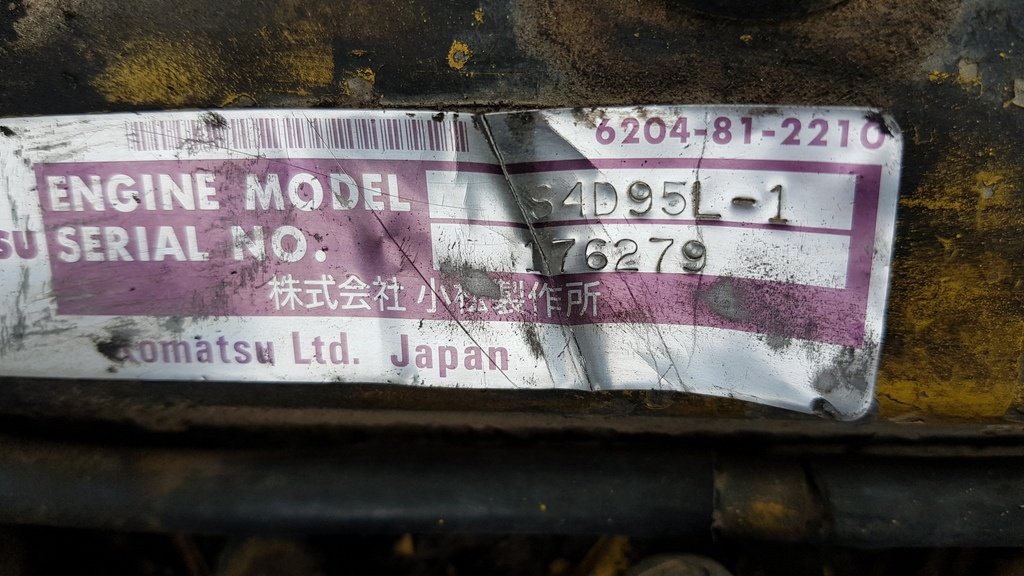 6204-81-2210
ENGINE MODEL S4D95L-1
SU SERIAL NO. 176279
株式会社 小松製作所
Komatsu Ltd. Japan